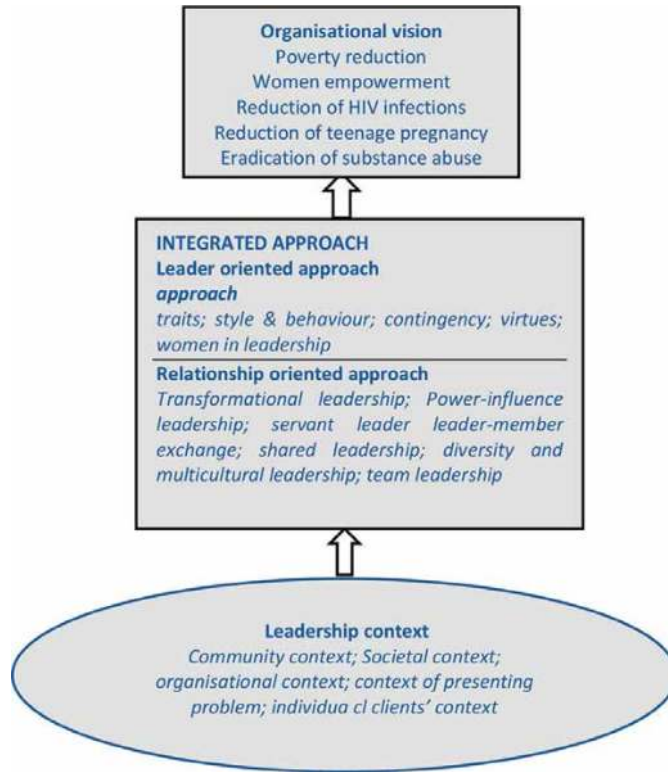 Organisational vision
Poverty reduction
Women empowerment
Reduction of HIV infections
Reduction of teenage pregnancy
Eradication of substance abuse
INTEGRATED APPROACH
Leader oriented approach
approach
traits; style & behaviour; contingency; virtues;
women in leadership
Relationship oriented approach
Transformational leadership; Power-influence
leadership; servant leader leader-member
exchange; shared leadership; diversity and
multicultural leadership; team leadership
Leadership context
Community context; Societal context;
organisational context; context of presenting
problem; individua cl clients' context